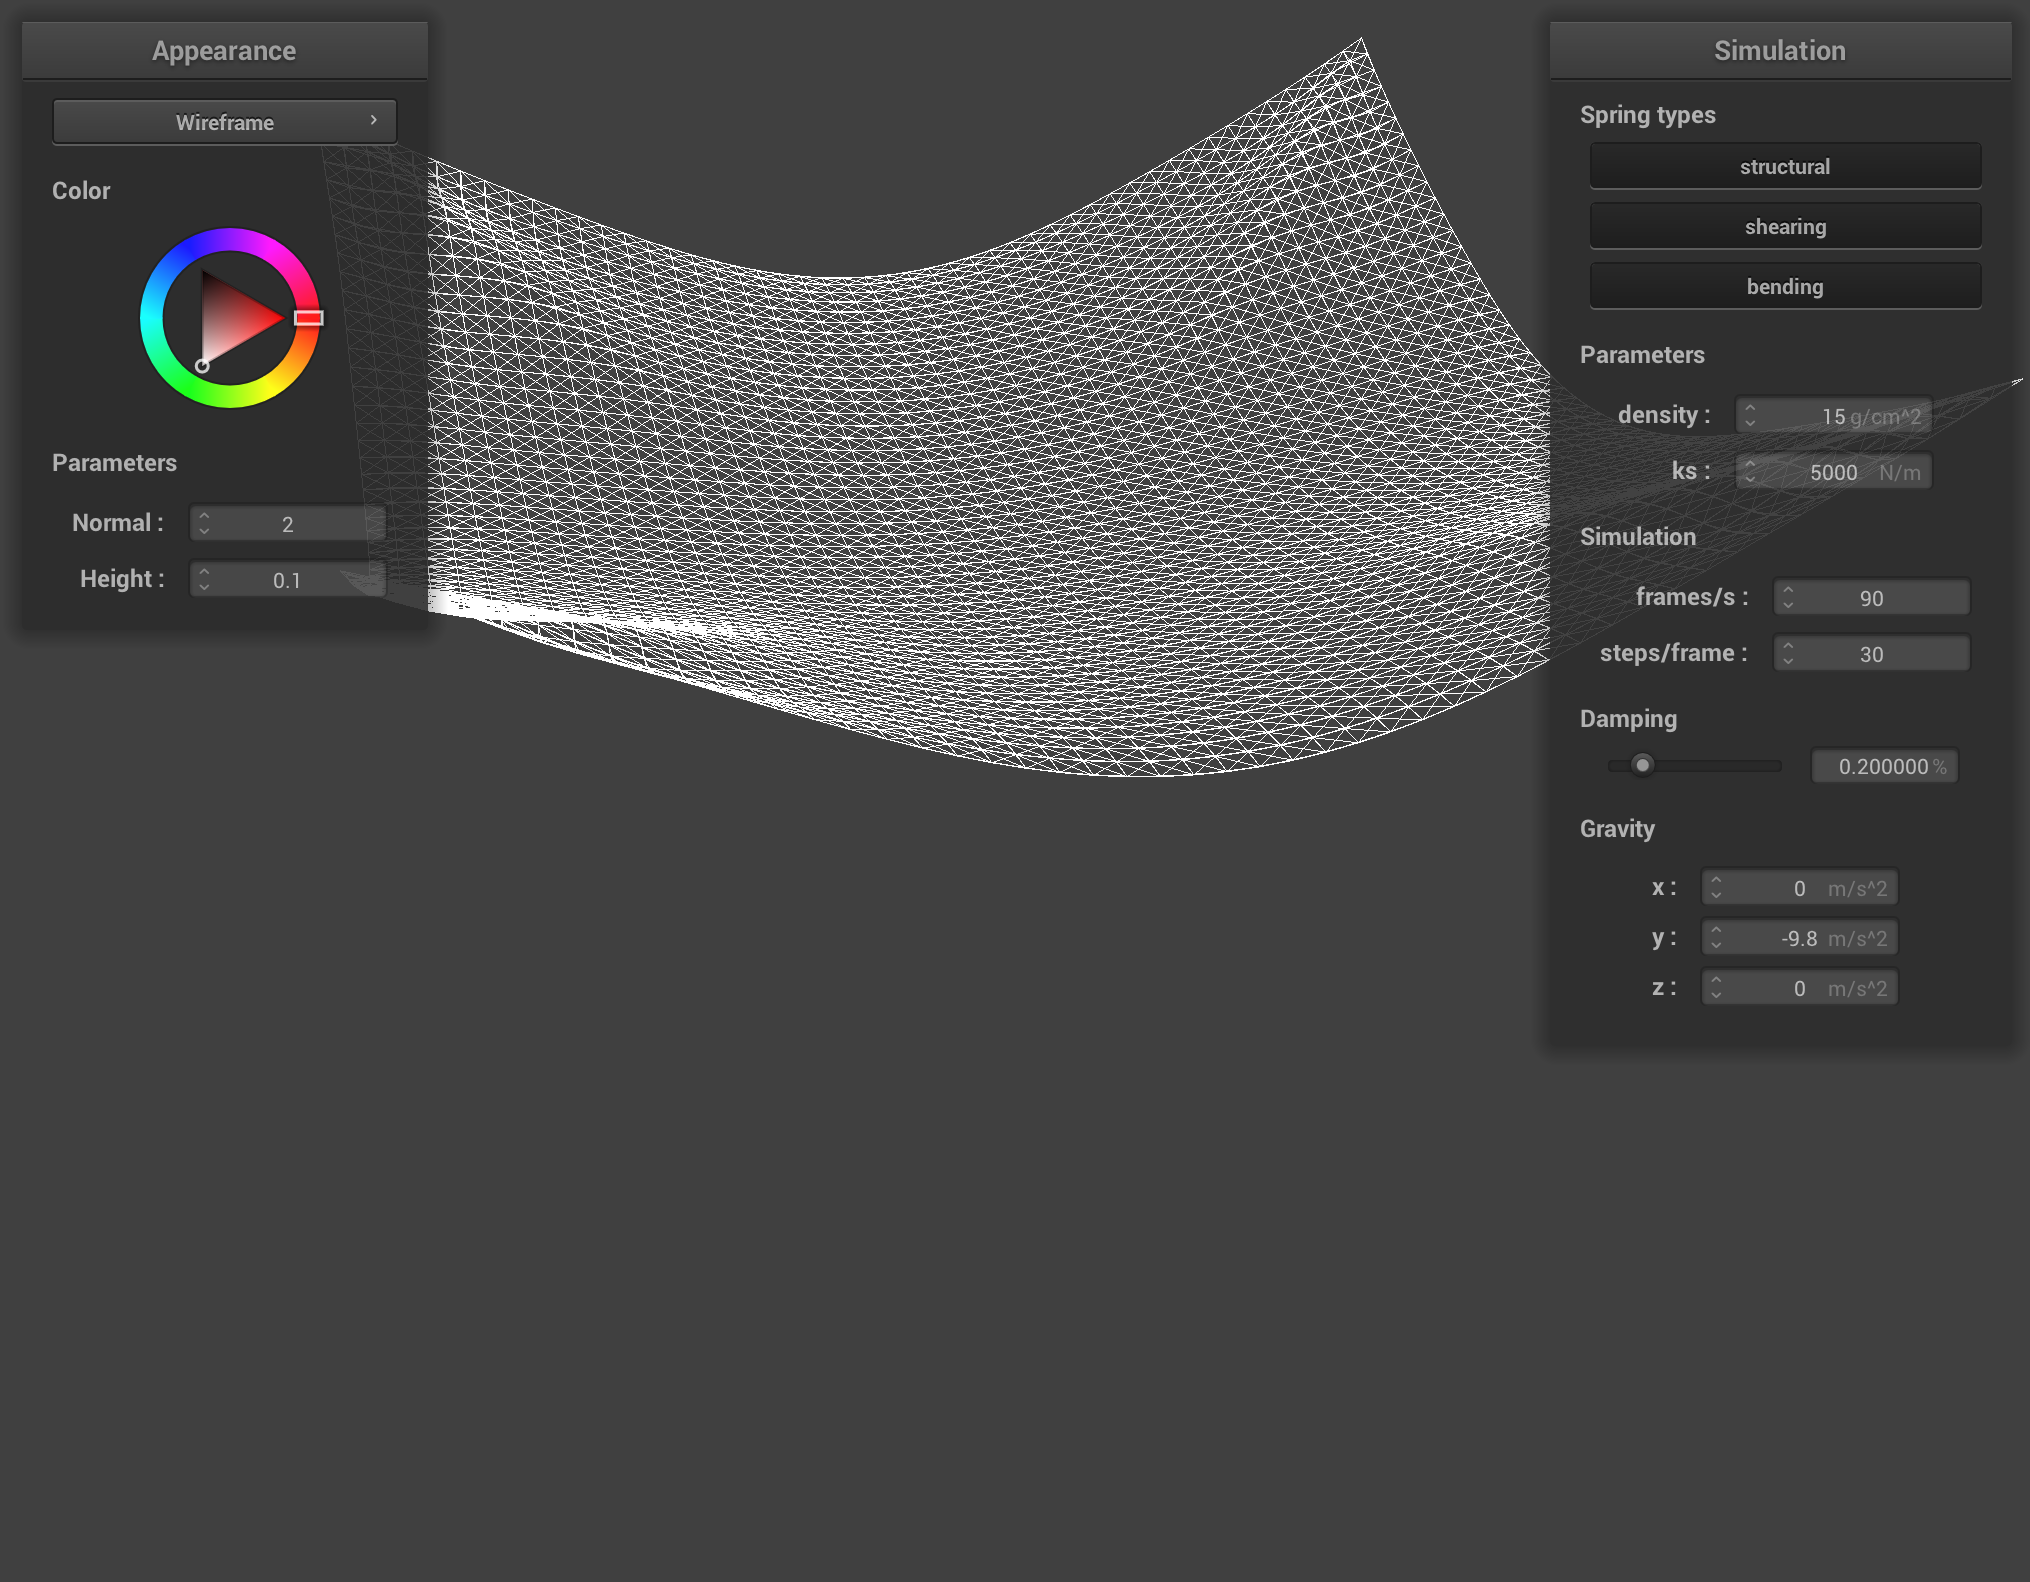 Appearance
Wireframe
Color
Parameters
Normal : 2
Height : 0.1
Simulation
Spring types
structural
shearing
bending
Parameters
density : 15 g/cm^2
ks : 5000 N/m
Simulation
frames/s : 90
steps/frame : 30
Damping
0.200000 %
Gravity
x : 0 m/s^2
y : -9.8 m/s^2
z : 0 m/s^2